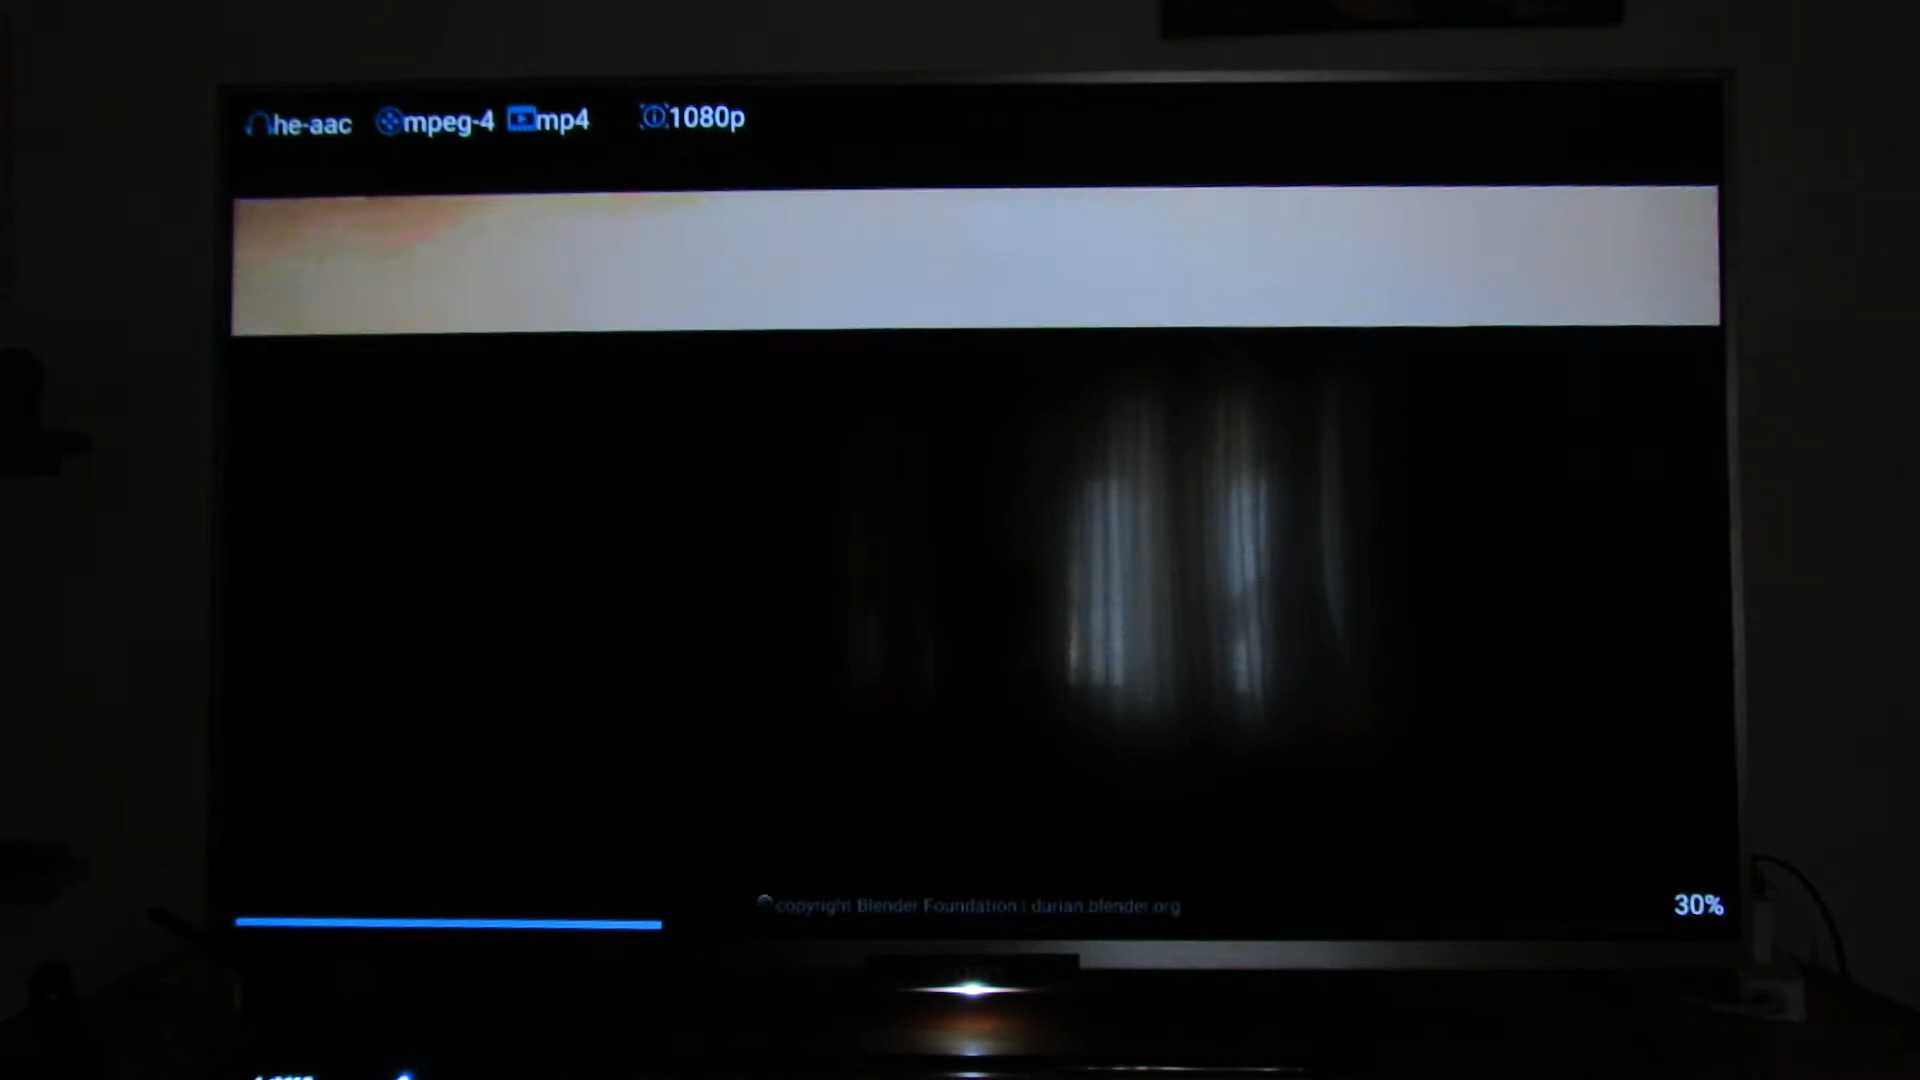 he-aac mpeg-4 mp4 1080p
copyright Blender Foundation | durian.blender.org
30%